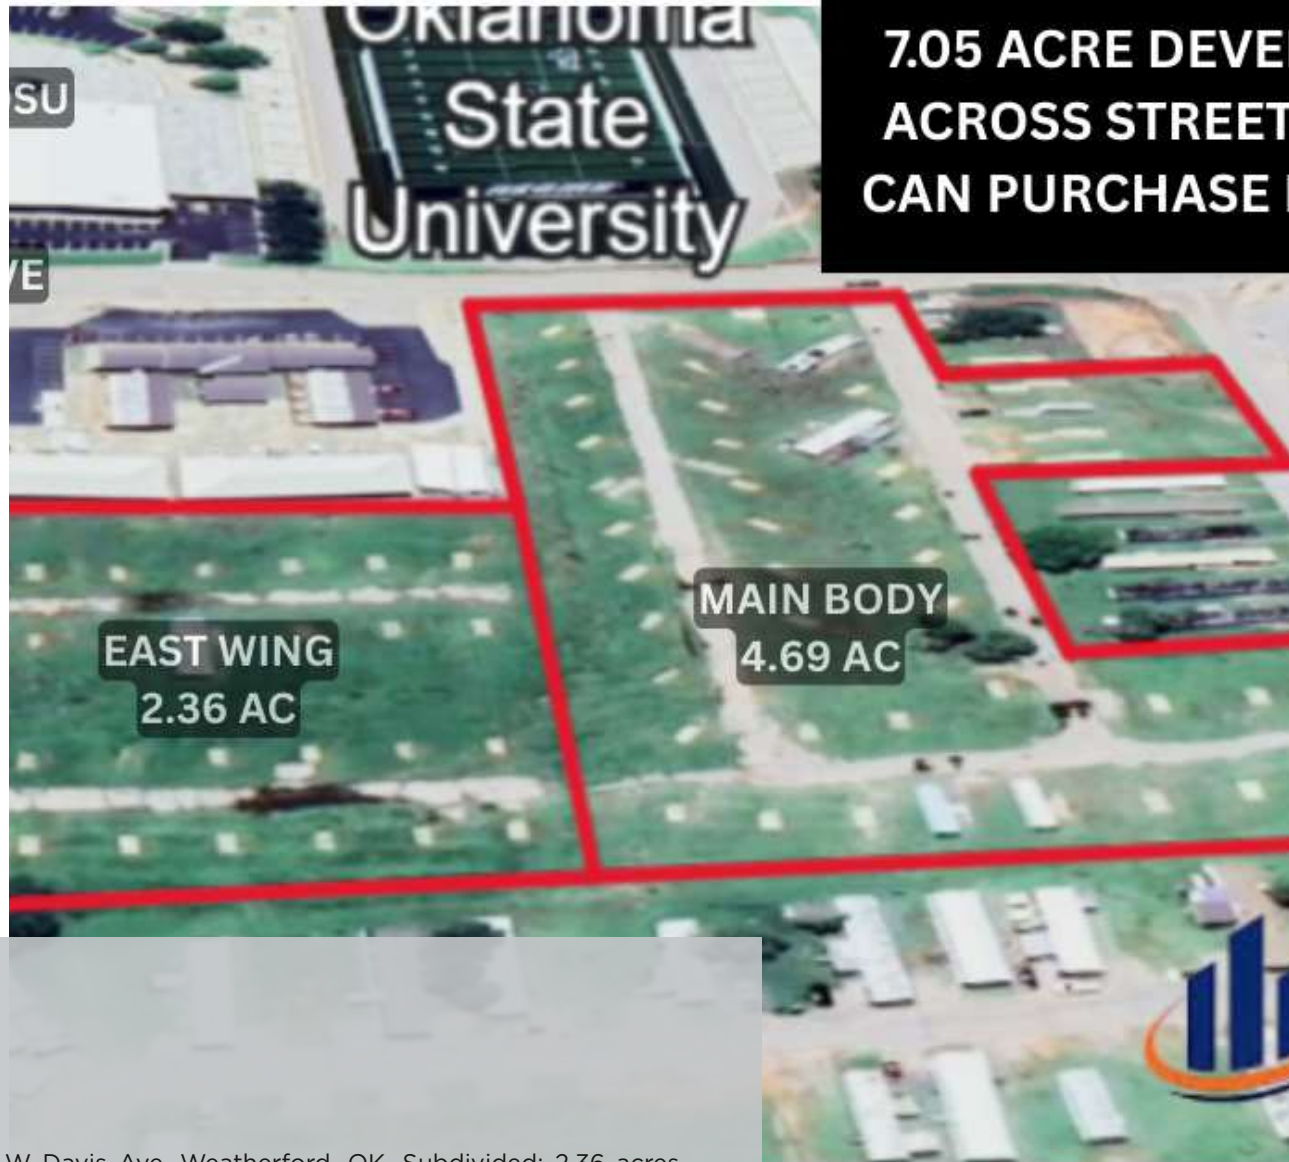 Oklahoma
State
University
SU
VE
7.05 ACRE DEVE
ACROSS STREET
CAN PURCHASE
EAST WING
2.36 AC
MAIN BODY
4.69 AC
W Davis Ave, Weatherford, OK. Subdivided: 2.36 acres